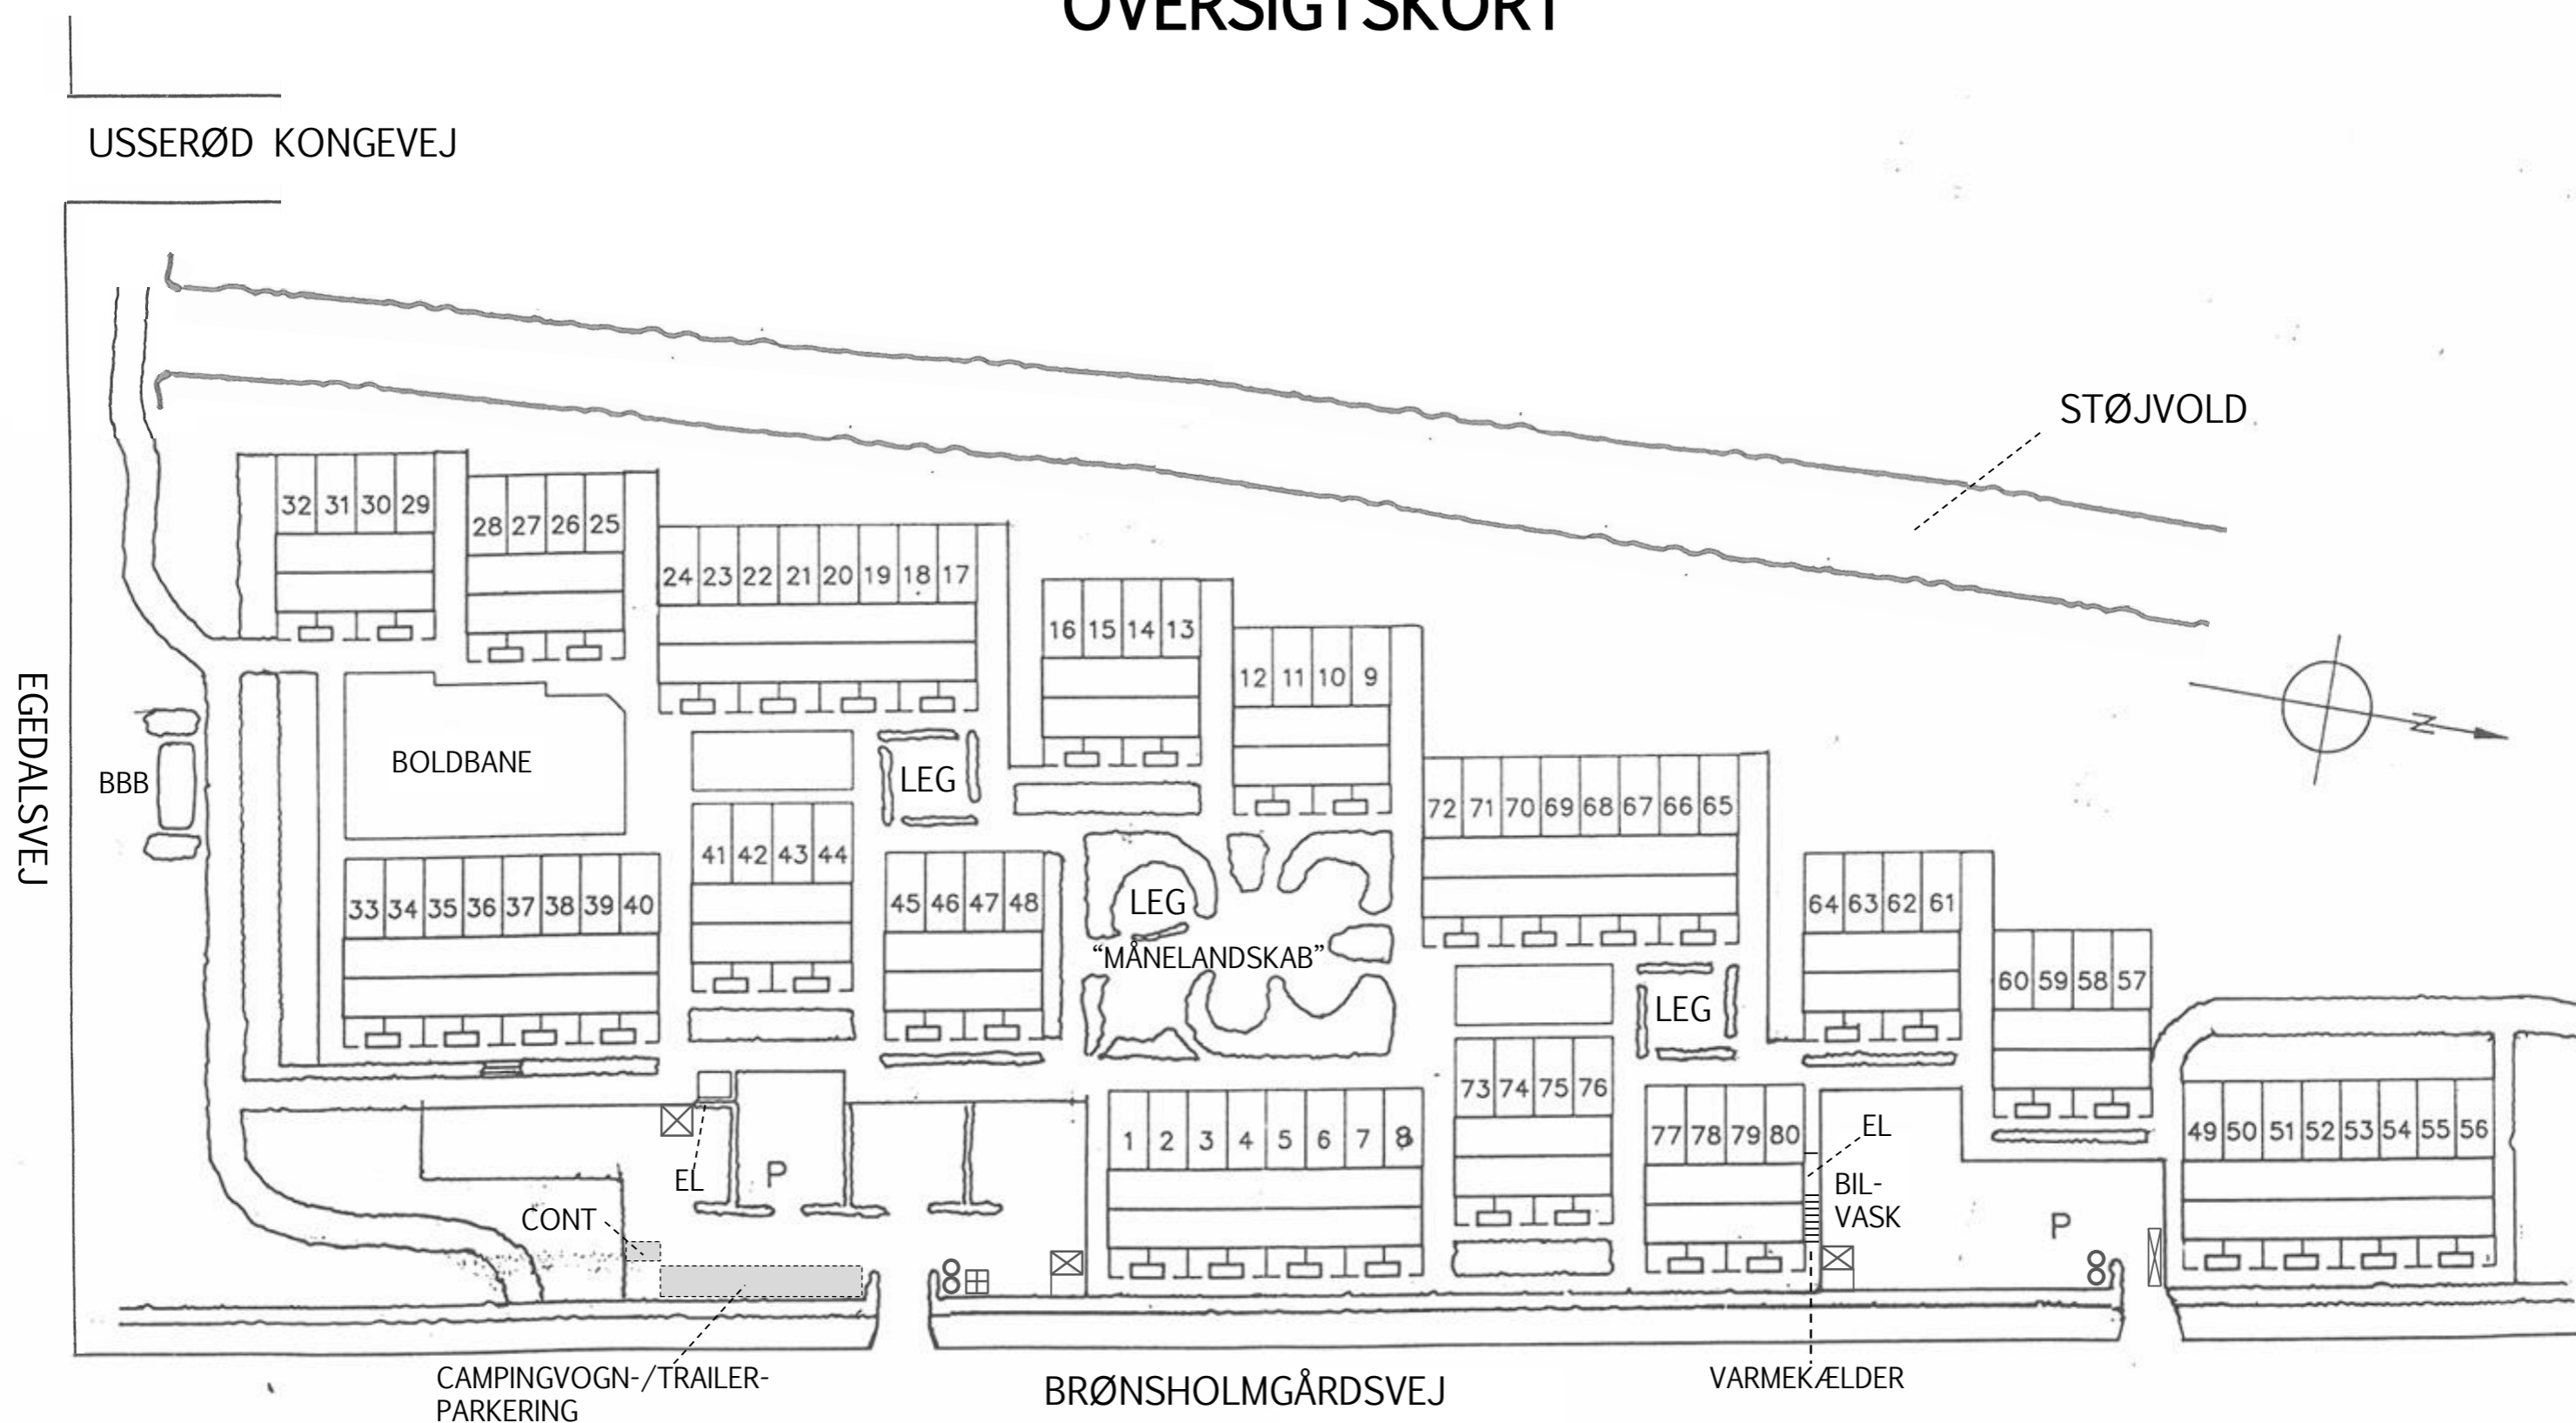 OVERSIGTSKORT
USSERØD KONGEVEJ
STØJVOLD
32 31 30 29
28 27 26 25
24 23 22 21 20 19 18 17
16 15 14 13
12 11 10 9
N
EGEDALSVEJ
BBB
BOLDBANE
LEG
72 71 70 69 68 67 66 65
41 42 43 44
33 34 35 36 37 38 39 40
45 46 47 48
LEG
“MÅNELANDSKAB”
64 63 62 61
60 59 58 57
LEG
73 74 75 76
1 2 3 4 5 6 7 8
77 78 79 80
EL
49 50 51 52 53 54 55 56
EL
P
BIL-
VASK
P
CONT
CAMPINGVOGN-/TRAILER-
PARKERING
BRØNSHOLMGÅRDSVEJ
VARMEKÆLDER